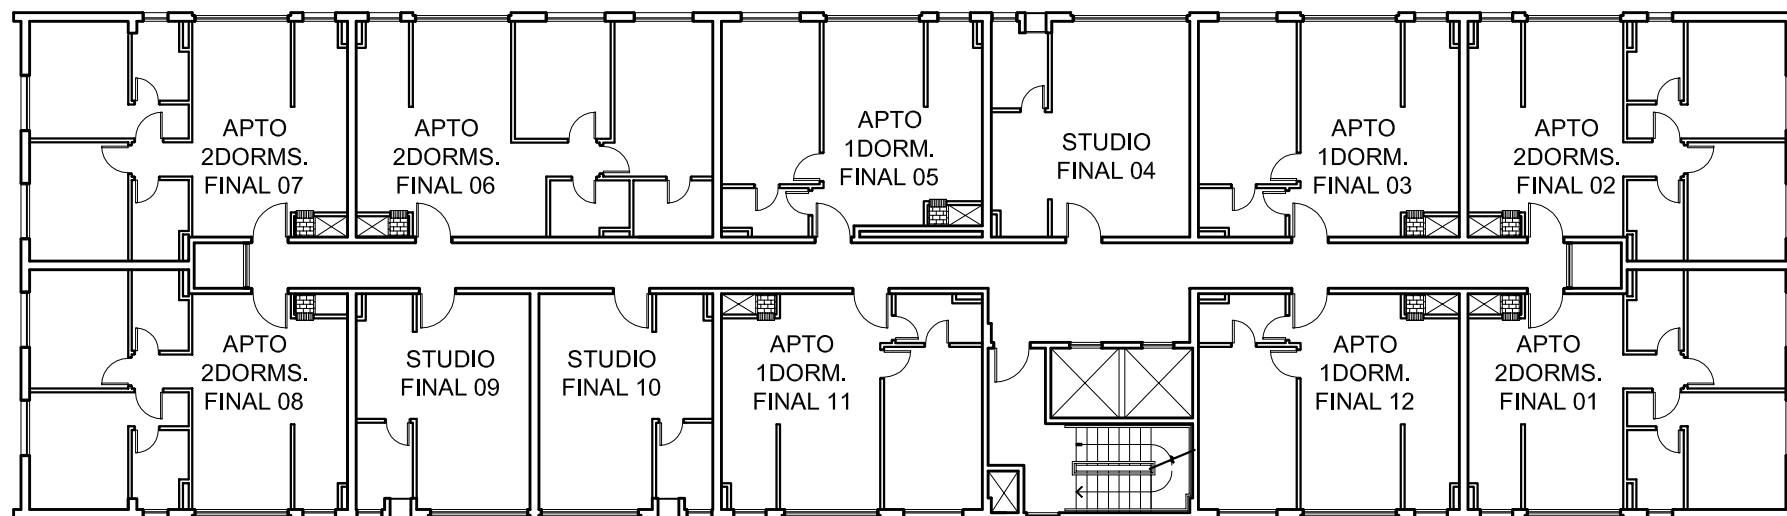 APTO
2DORMS.
FINAL 07
APTO
2DORMS.
FINAL 06
APTO
1DORM.
FINAL 05
STUDIO
FINAL 04
APTO
1DORM.
FINAL 03
APTO
2DORMS.
FINAL 02
APTO
2DORMS.
FINAL 08
STUDIO
FINAL 09
STUDIO
FINAL 10
APTO
1DORM.
FINAL 11
APTO
1DORM.
FINAL 12
APTO
2DORMS.
FINAL 01